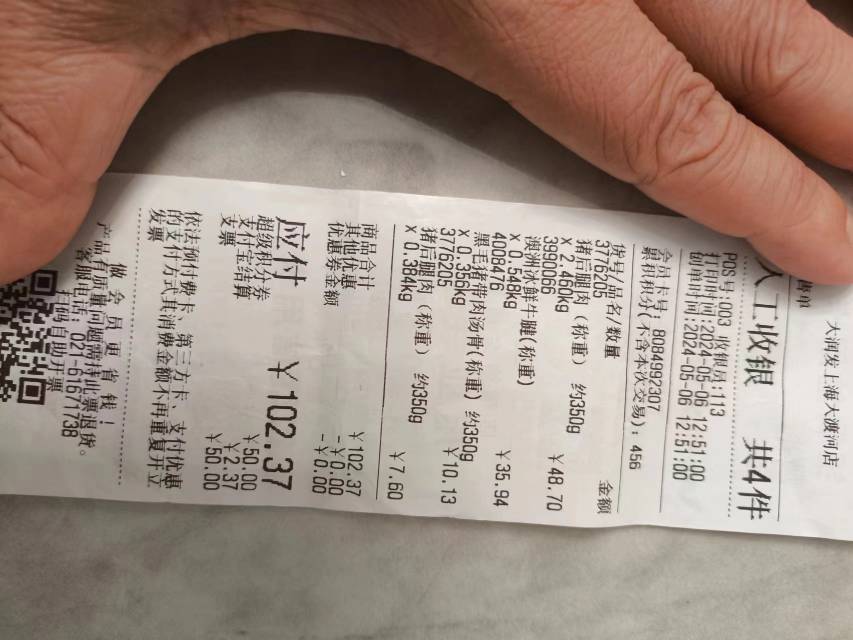 大润发上海大渡河店
单
人工收银 共4件
POS号:003 收银员:113
打印时间:2024-05-06 12:51:00
创单时间:2024-05-06 12:51:00
会员卡号: 8084992307
累积积分(不含本次交易): 456
货号/品名/数量 金额
3776205
猪后腿肉（称重） 约350g
x 2.460kg ￥48.70
3990066
澳洲冰鲜牛腱(称重)
x 0.548kg ￥35.94
4008476
黑毛猪带肉汤骨(称重) 约350g
x 0.356kg ￥10.13
3776205
猪后腿肉（称重） 约350g
x 0.384kg ￥7.60
商品合计 ￥102.37
其他优惠 -￥0.00
优惠券金额 -￥0.00
应付 ￥102.37
超级积分券 ￥50.00
支付宝结算 ￥2.37
支票 ￥50.00
依法预付费卡、第三方卡、支付优惠
的支付方式其消费金额不再重复开立
发票
做会员更省钱！
产品有质量问题需持此票退货。
客服电话：021-61671738
扫码自助开票